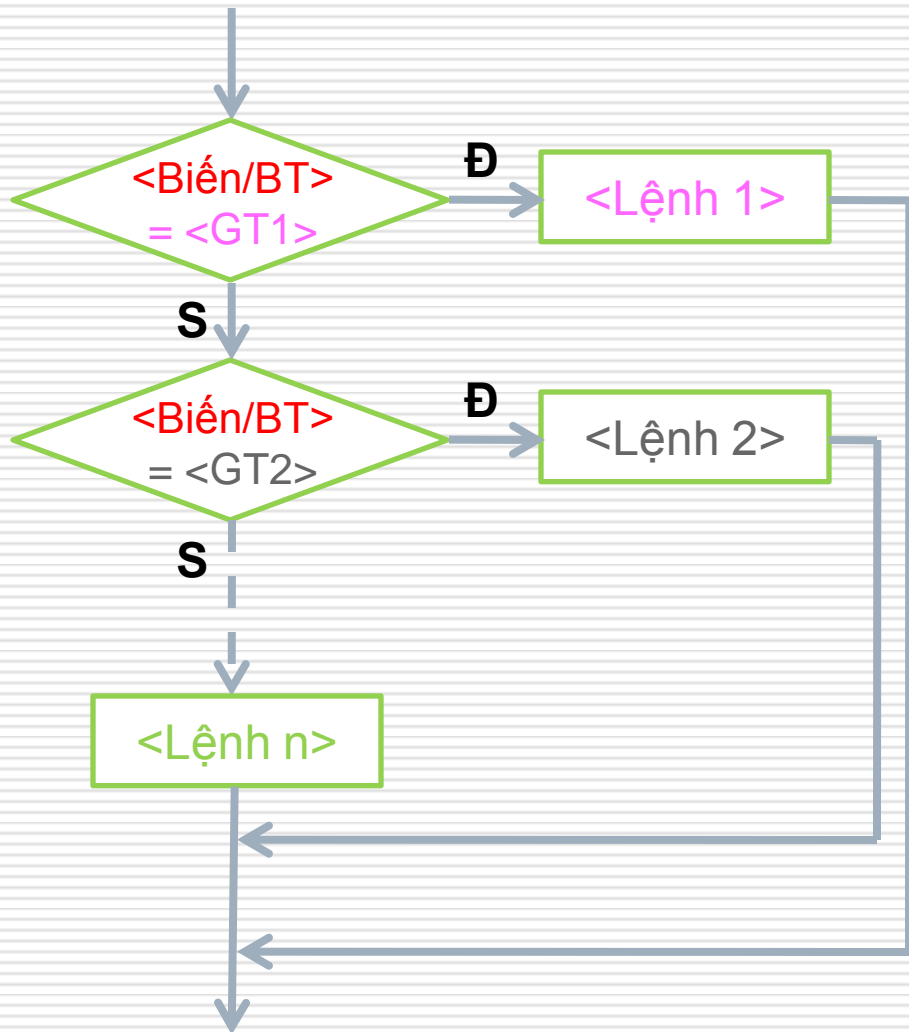 <Biến/BT>
= <GT1>
Đ
<Lệnh 1>
S
<Biến/BT>
= <GT2>
Đ
<Lệnh 2>
S
<Lệnh n>